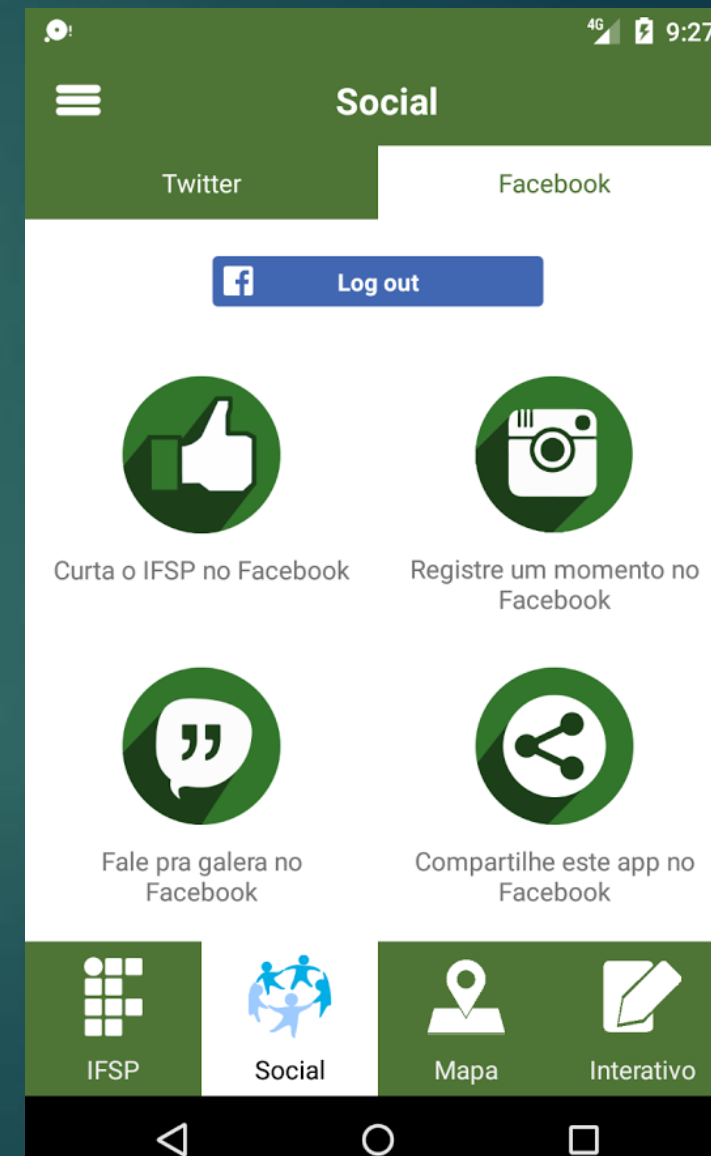 4G 9:27
Social
Twitter Facebook
Log out
Curta o IFSP no Facebook
Registre um momento no
Facebook
Fale pra galera no
Facebook
Compartilhe este app no
Facebook
IFSP Social Mapa Interativo